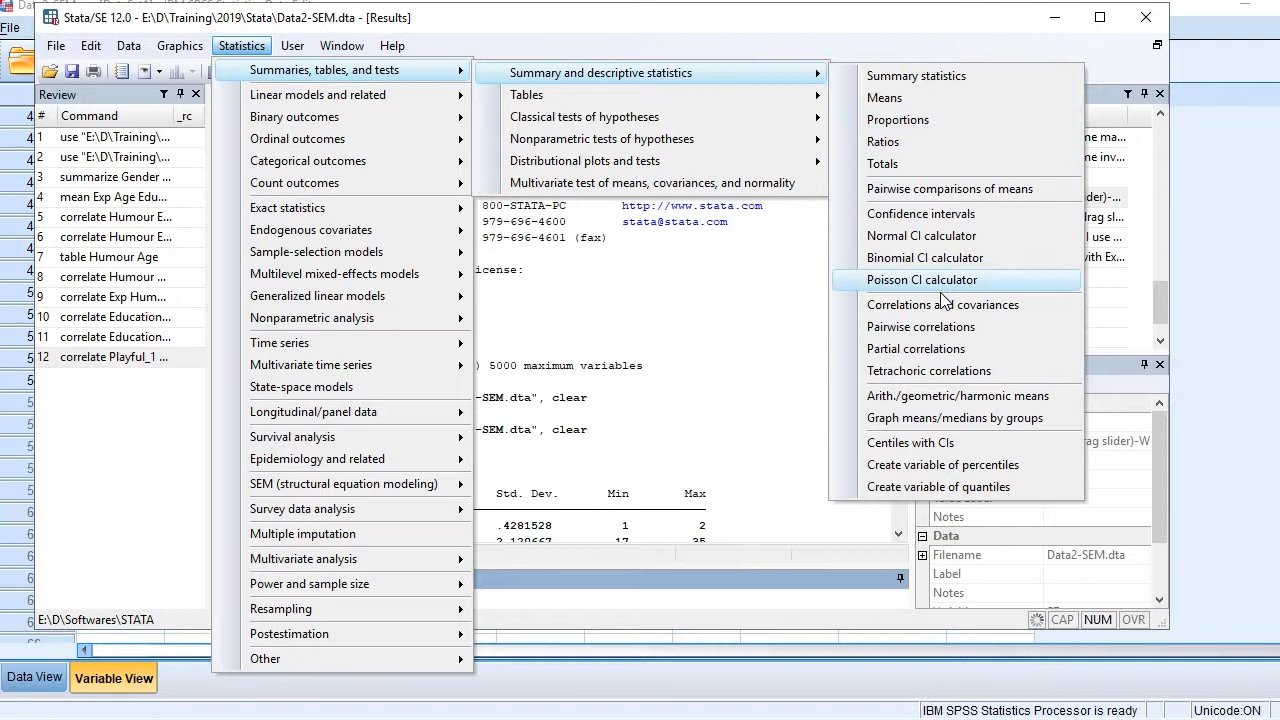 Stata/SE 12.0 - E:\D\Training\2019\Stata\Data2-SEM.dta - [Results]
File
File Edit Data Graphics Statistics User Window Help
Review
# Command _rc
1 use "E:\D\Training\...
2 use "E:\D\Training\...
3 summarize Gender ...
4 mean Exp Age Edu...
5 correlate Humour E...
6 correlate Humour E...
7 table Humour Age
8 correlate Humour ...
9 correlate Exp Hum...
10 correlate Education...
11 correlate Education...
12 correlate Playful_1 ...
Summaries, tables, and tests
Linear models and related
Binary outcomes
Ordinal outcomes
Categorical outcomes
Count outcomes
Exact statistics
Endogenous covariates
Sample-selection models
Multilevel mixed-effects models
Generalized linear models
Nonparametric analysis
Time series
Multivariate time series
State-space models
Longitudinal/panel data
Survival analysis
Epidemiology and related
SEM (structural equation modeling)
Survey data analysis
Multiple imputation
Multivariate analysis
Power and sample size
Resampling
Postestimation
Other
Summary and descriptive statistics
Tables
Classical tests of hypotheses
Nonparametric tests of hypotheses
Distributional plots and tests
Multivariate test of means, covariances, and normality
Summary statistics
Means
Proportions
Ratios
Totals
Pairwise comparisons of means
Confidence intervals
Normal CI calculator
Binomial CI calculator
Poisson CI calculator
Correlations and covariances
Pairwise correlations
Partial correlations
Tetrachoric correlations
Arith./geometric/harmonic means
Graph means/medians by groups
Centiles with CIs
Create variable of percentiles
Create variable of quantiles
800-STATA-PC http://www.stata.com
979-696-4600 stata@stata.com
979-696-4601 (fax)
icense:
) 5000 maximum variables
-SEM.dta", clear
-SEM.dta", clear
Std. Dev. Min Max
.4281528 1 2
Notes
Data
Filename Data2-SEM.dta
Label
Notes
E:\D\Softwares\STATA
CAP NUM OVR
Data View Variable View
IBM SPSS Statistics Processor is ready
Unicode:ON